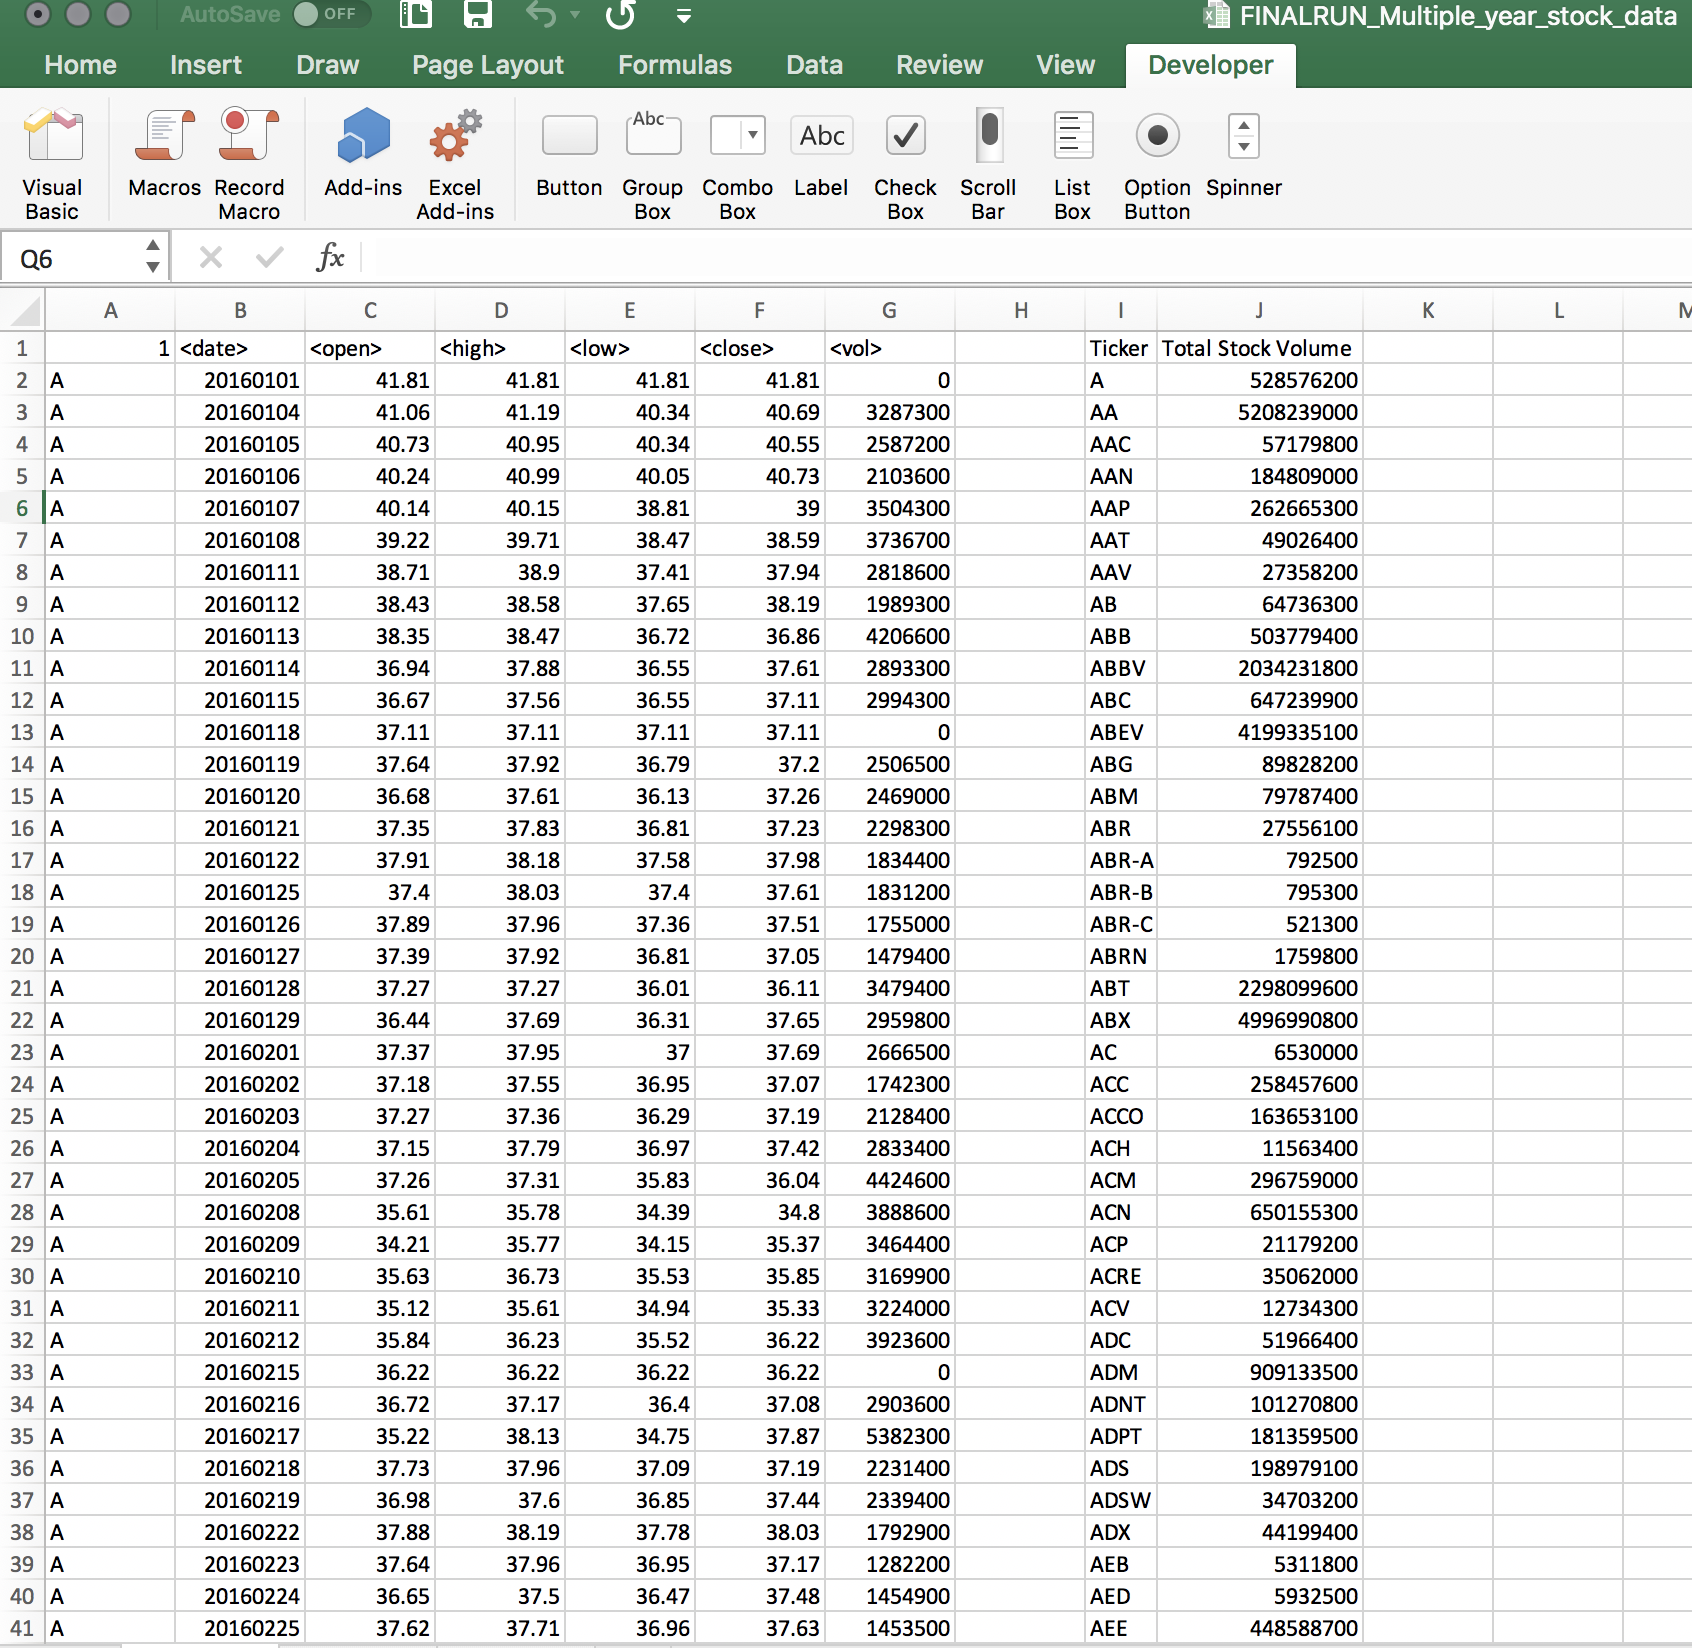 AutoSave OFF FINALRUN_Multiple_year_stock_data
Home Insert Draw Page Layout Formulas Data Review View Developer
Abc Abc
Visual Basic Macros Record Macro Add-ins Excel Add-ins Button Group Box Combo Box Label Check Box Scroll Bar List Box Option Button Spinner
Q6 fx
A B C D E F G H I J K L M
1 1 <date> <open> <high> <low> <close> <vol> Ticker Total Stock Volume
2 A 20160101 41.81 41.81 41.81 41.81 0 A 528576200
3 A 20160104 41.06 41.19 40.34 40.69 3287300 AA 5208239000
4 A 20160105 40.73 40.95 40.34 40.55 2587200 AAC 57179800
5 A 20160106 40.24 40.99 40.05 40.73 2103600 AAN 184809000
6 A 20160107 40.14 40.15 38.81 39 3504300 AAP 262665300
7 A 20160108 39.22 39.71 38.47 38.59 3736700 AAT 49026400
8 A 20160111 38.71 38.9 37.41 37.94 2818600 AAV 27358200
9 A 20160112 38.43 38.58 37.65 38.19 1989300 AB 64736300
10 A 20160113 38.35 38.47 36.72 36.86 4206600 ABB 503779400
11 A 20160114 36.94 37.88 36.55 37.61 2893300 ABBV 2034231800
12 A 20160115 36.67 37.56 36.55 37.11 2994300 ABC 647239900
13 A 20160118 37.11 37.11 37.11 37.11 0 ABEV 4199335100
14 A 20160119 37.64 37.92 36.79 37.2 2506500 ABG 89828200
15 A 20160120 36.68 37.61 36.13 37.26 2469000 ABM 79787400
16 A 20160121 37.35 37.83 36.81 37.23 2298300 ABR 27556100
17 A 20160122 37.91 38.18 37.58 37.98 1834400 ABR-A 792500
18 A 20160125 37.4 38.03 37.4 37.61 1831200 ABR-B 795300
19 A 20160126 37.89 37.96 37.36 37.51 1755000 ABR-C 521300
20 A 20160127 37.39 37.92 36.81 37.05 1479400 ABRN 1759800
21 A 20160128 37.27 37.27 36.01 36.11 3479400 ABT 2298099600
22 A 20160129 36.44 37.69 36.31 37.65 2959800 ABX 4996990800
23 A 20160201 37.37 37.95 37 37.69 2666500 AC 6530000
24 A 20160202 37.18 37.55 36.95 37.07 1742300 ACC 258457600
25 A 20160203 37.27 37.36 36.29 37.19 2128400 ACCO 163653100
26 A 20160204 37.15 37.79 36.97 37.42 2833400 ACH 11563400
27 A 20160205 37.26 37.31 35.83 36.04 4424600 ACM 296759000
28 A 20160208 35.61 35.78 34.39 34.8 3888600 ACN 650155300
29 A 20160209 34.21 35.77 34.15 35.37 3464400 ACP 21179200
30 A 20160210 35.63 36.73 35.53 35.85 3169900 ACRE 35062000
31 A 20160211 35.12 35.61 34.94 35.33 3224000 ACV 12734300
32 A 20160212 35.84 36.23 35.52 36.22 3923600 ADC 51966400
33 A 20160215 36.22 36.22 36.22 36.22 0 ADM 909133500
34 A 20160216 36.72 37.17 36.4 37.08 2903600 ADNT 101270800
35 A 20160217 35.22 38.13 34.75 37.87 5382300 ADPT 181359500
36 A 20160218 37.73 37.96 37.09 37.19 2231400 ADS 198979100
37 A 20160219 36.98 37.6 36.85 37.44 2339400 ADSW 34703200
38 A 20160222 37.88 38.19 37.78 38.03 1792900 ADX 44199400
39 A 20160223 37.64 37.96 36.95 37.17 1282200 AEB 5311800
40 A 20160224 36.65 37.5 36.47 37.48 1454900 AED 5932500
41 A 20160225 37.62 37.71 36.96 37.63 1453500 AEE 448588700